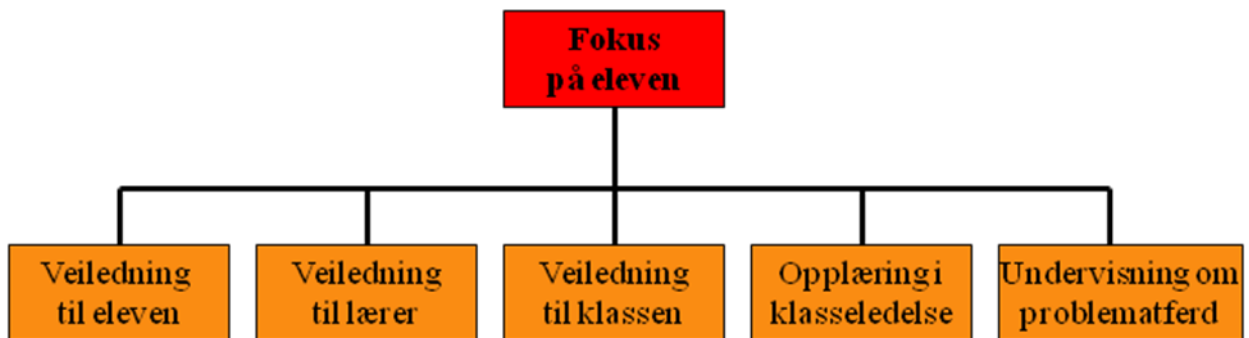 Fokus
på eleven
Veiledning
til eleven
Veiledning
til lærer
Veiledning
til klassen
Opplæring i
klasseledelse
Undervisning om
problematferd